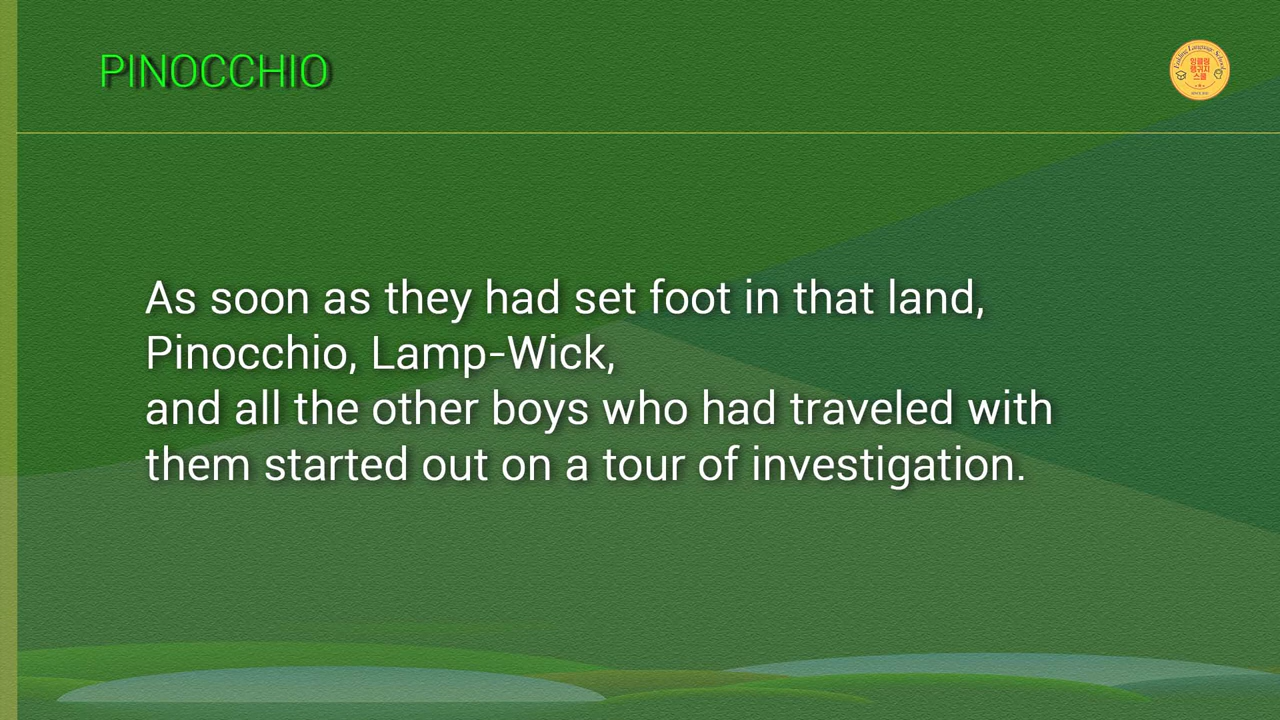 PINOCCHIO
As soon as they had set foot in that land,
Pinocchio, Lamp-Wick,
and all the other boys who had traveled with
them started out on a tour of investigation.